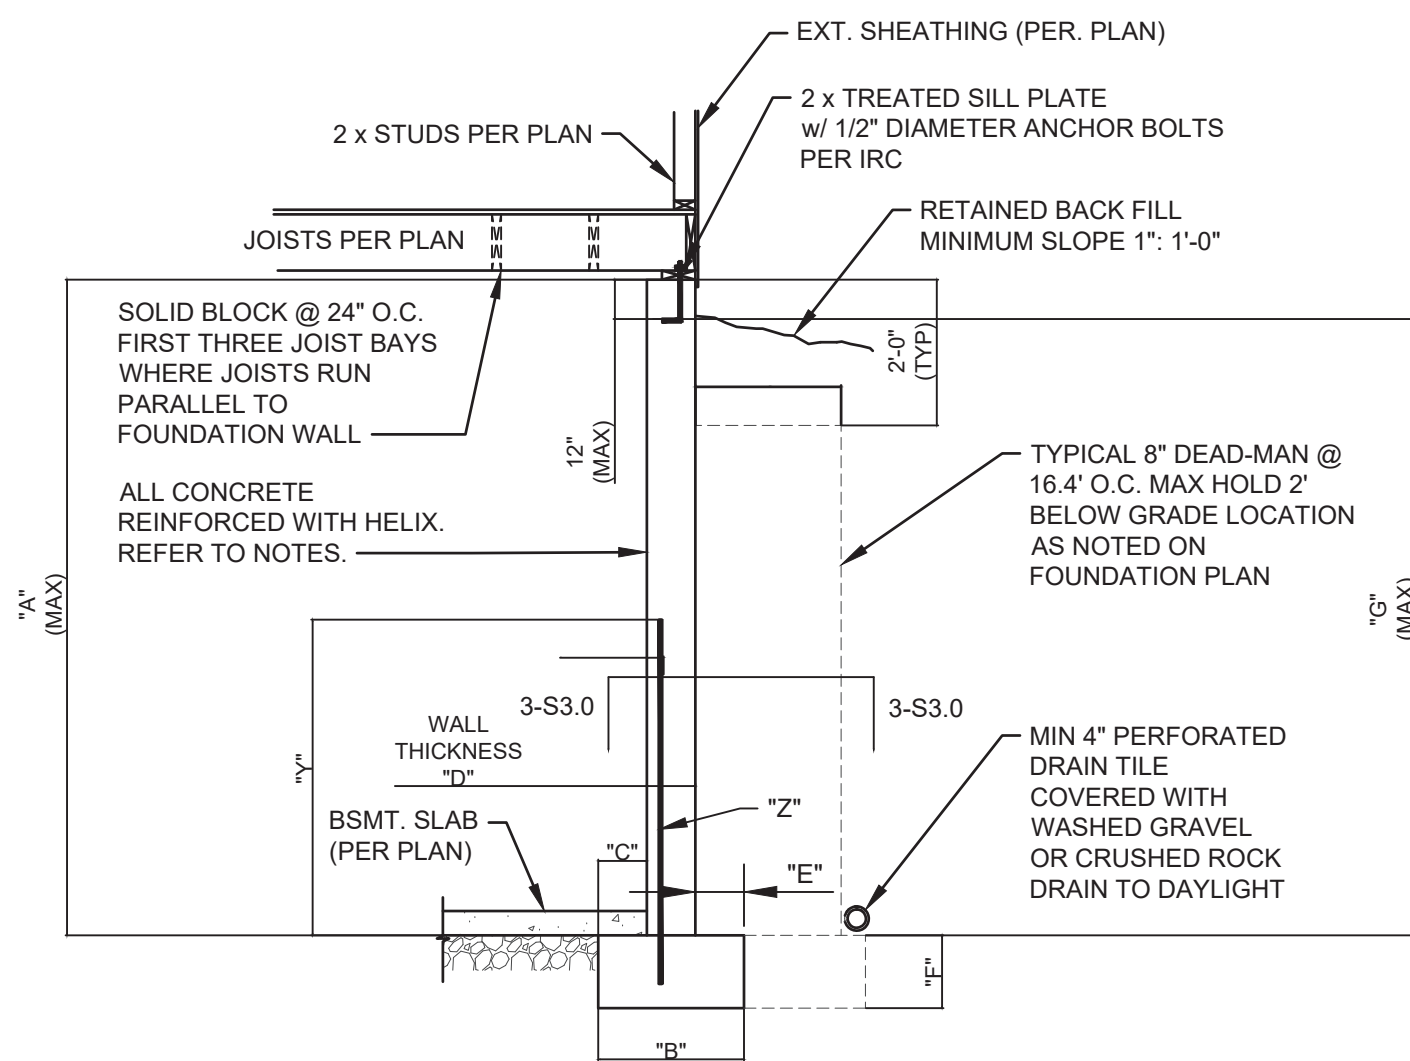 EXT. SHEATHING (PER. PLAN)
2 x TREATED SILL PLATE
w/ 1/2" DIAMETER ANCHOR BOLTS
PER IRC
2 x STUDS PER PLAN
RETAINED BACK FILL
MINIMUM SLOPE 1": 1'-0"
JOISTS PER PLAN
SOLID BLOCK @ 24" O.C.
FIRST THREE JOIST BAYS
WHERE JOISTS RUN
PARALLEL TO
FOUNDATION WALL
2'-0"
(TYP)
12"
(MAX)
TYPICAL 8" DEAD-MAN @
16.4' O.C. MAX HOLD 2'
BELOW GRADE LOCATION
AS NOTED ON
FOUNDATION PLAN
ALL CONCRETE
REINFORCED WITH HELIX.
REFER TO NOTES.
"A"
(MAX)
"G"
(MAX)
3-S3.0
3-S3.0
WALL
THICKNESS
"D"
"Y"
"Z"
MIN 4" PERFORATED
DRAIN TILE
COVERED WITH
WASHED GRAVEL
OR CRUSHED ROCK
DRAIN TO DAYLIGHT
BSMT. SLAB
(PER PLAN)
"C"
"E"
"F"
"B"